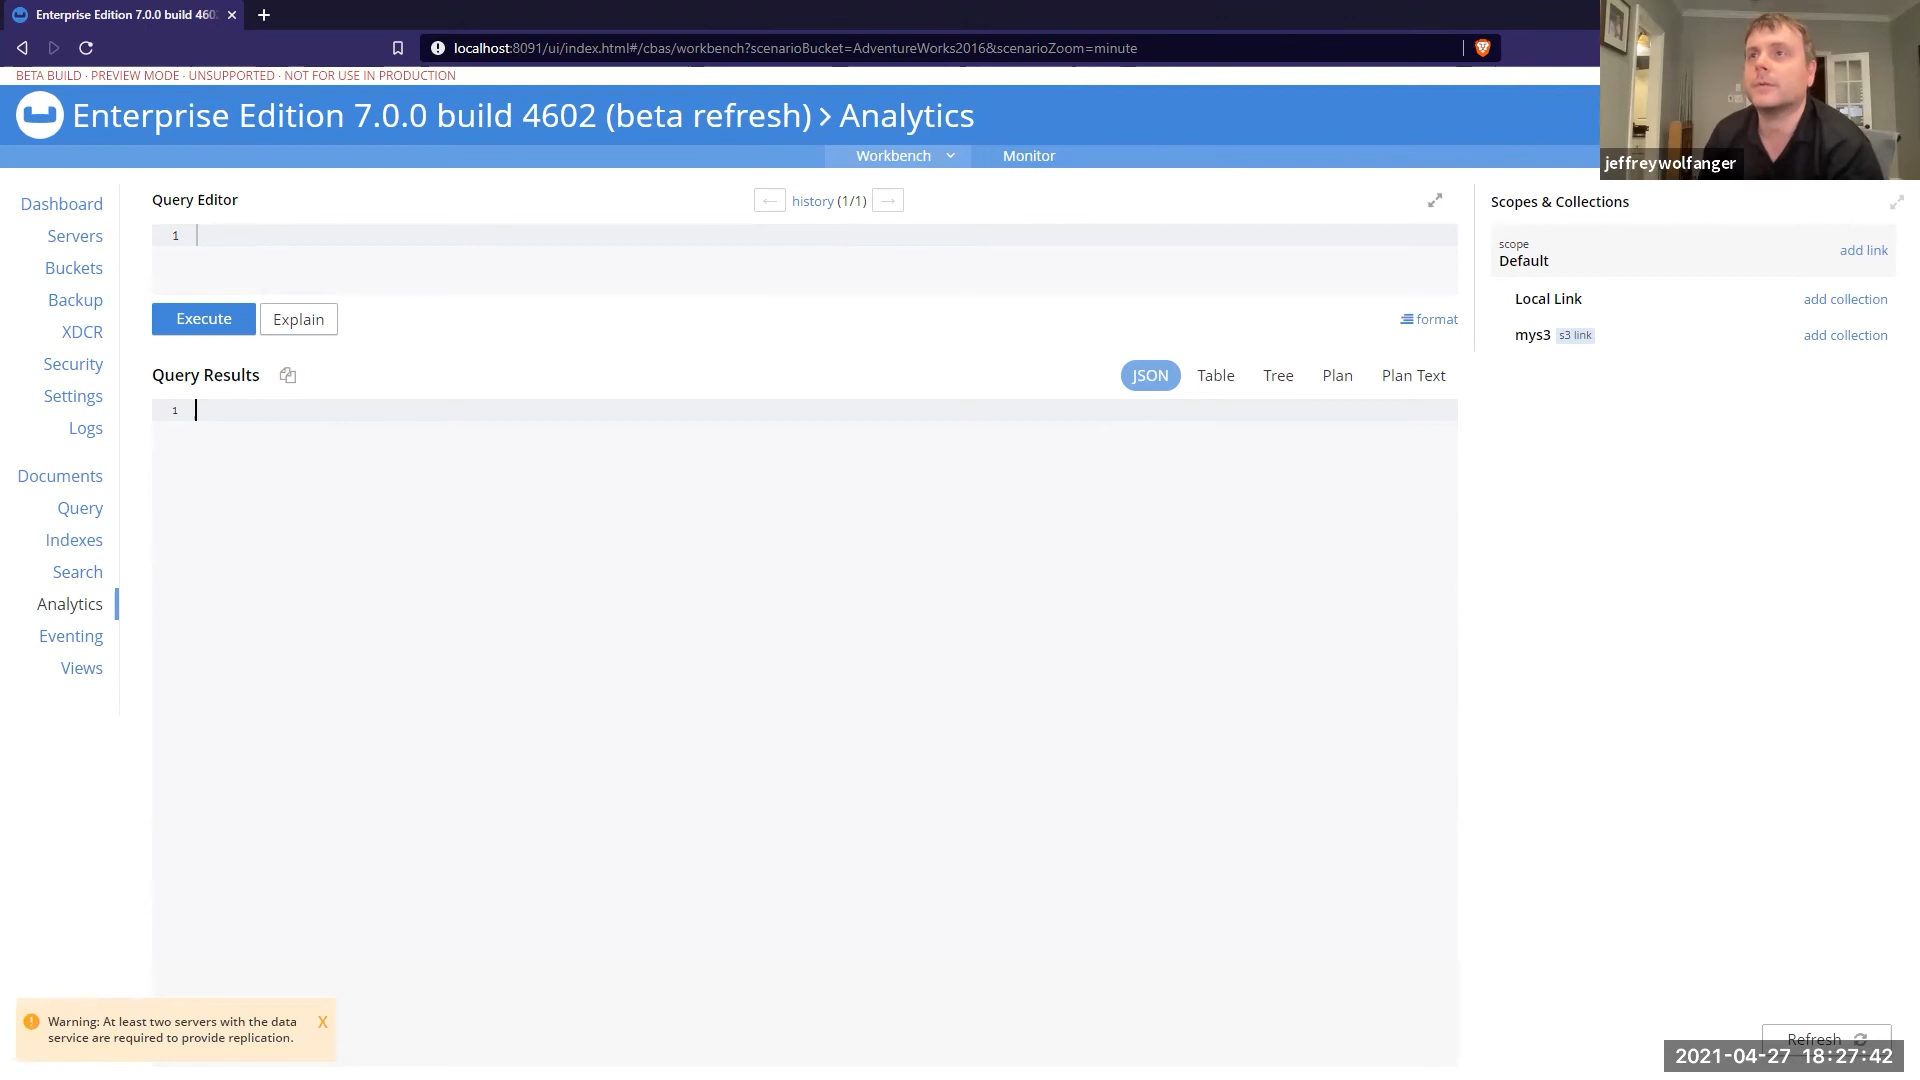 Enterprise Edition 7.0.0 build 460
localhost:8091/ui/index.html#/cbas/workbench?scenarioBucket=AdventureWorks2016&scenarioZoom=minute
BETA BUILD · PREVIEW MODE · UNSUPPORTED · NOT FOR USE IN PRODUCTION
Enterprise Edition 7.0.0 build 4602 (beta refresh) > Analytics
Workbench
Monitor
jeffreywolfanger
Dashboard
Servers
Buckets
Backup
XDCR
Security
Settings
Logs
Documents
Query
Indexes
Search
Analytics
Eventing
Views
Query Editor
← history (1/1) →
1
Execute
Explain
format
Query Results
JSON
Table
Tree
Plan
Plan Text
1
Scopes & Collections
scope
Default
add link
Local Link
add collection
mys3 s3 link
add collection
Warning: At least two servers with the data
service are required to provide replication.
X
Refresh
2021-04-27 18:27:42